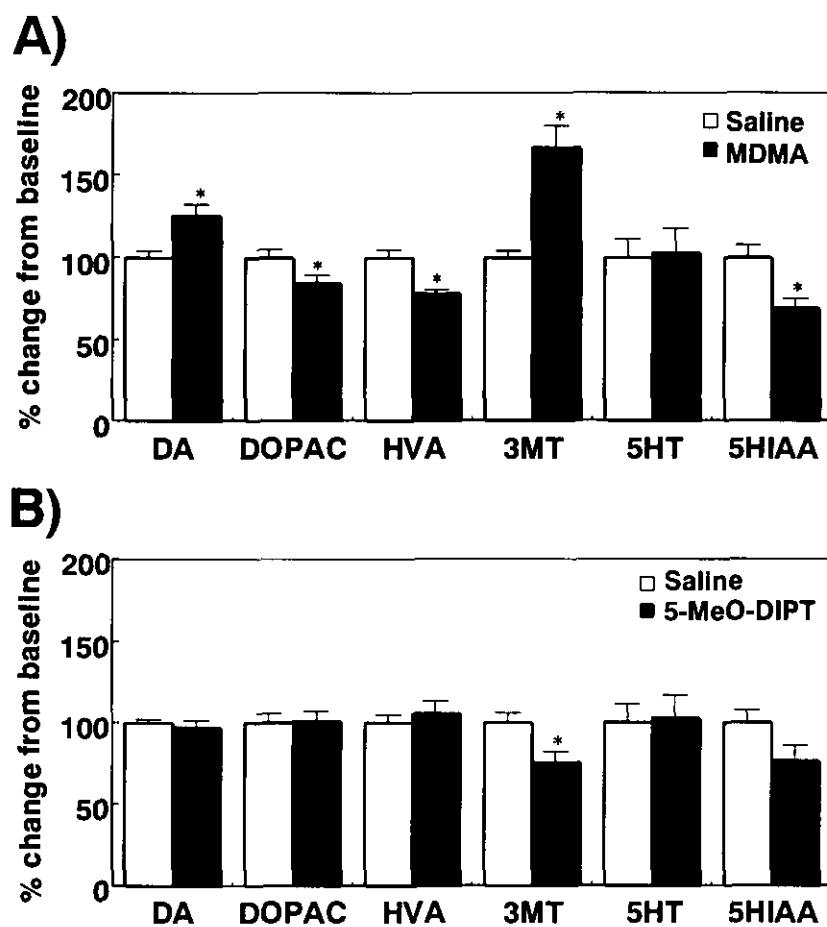 A)
% change from baseline
200
150
100
50
0
Saline
MDMA
*
*
*
*
*
DA DOPAC HVA 3MT 5HT 5HIAA
B)
% change from baseline
200
150
100
50
0
Saline
5-MeO-DIPT
*
DA DOPAC HVA 3MT 5HT 5HIAA